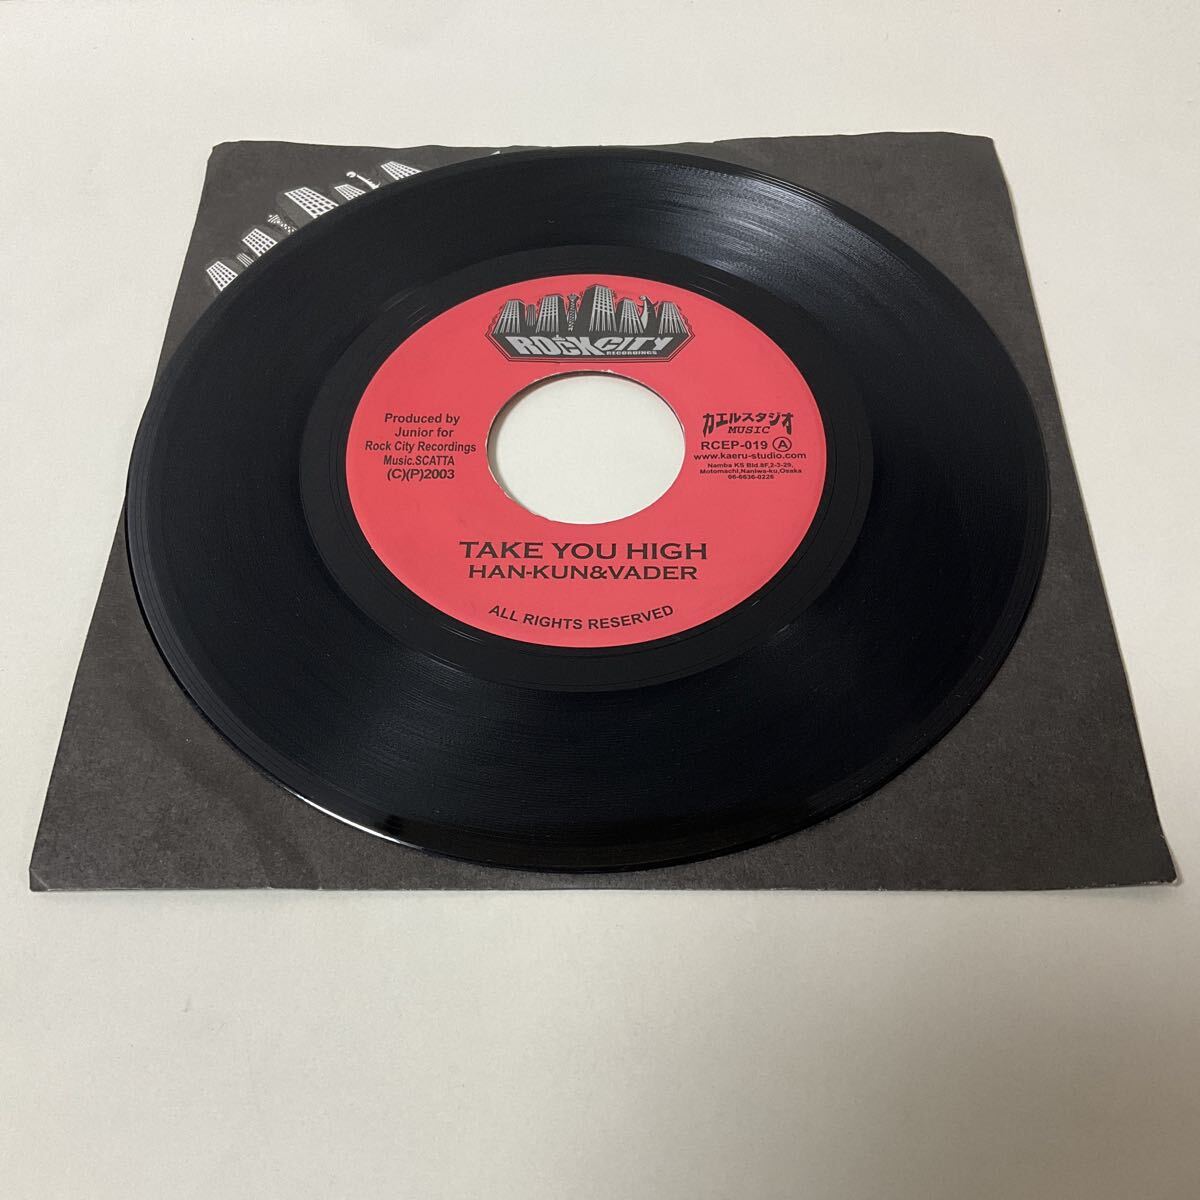 ROCK CITY
RECORDINGS
Produced by
Junior for
Rock City Recordings
Music.SCATTA
(C)(P)2003
カエルスタジオ
MUSIC
RCEP-019 A
www.kaeru-studio.com
Namba KS Bld.8F,2-3-29,
Motomachi,Naniwa-ku,Osaka
06-6636-0226
TAKE YOU HIGH
HAN-KUN&VADER
ALL RIGHTS RESERVED